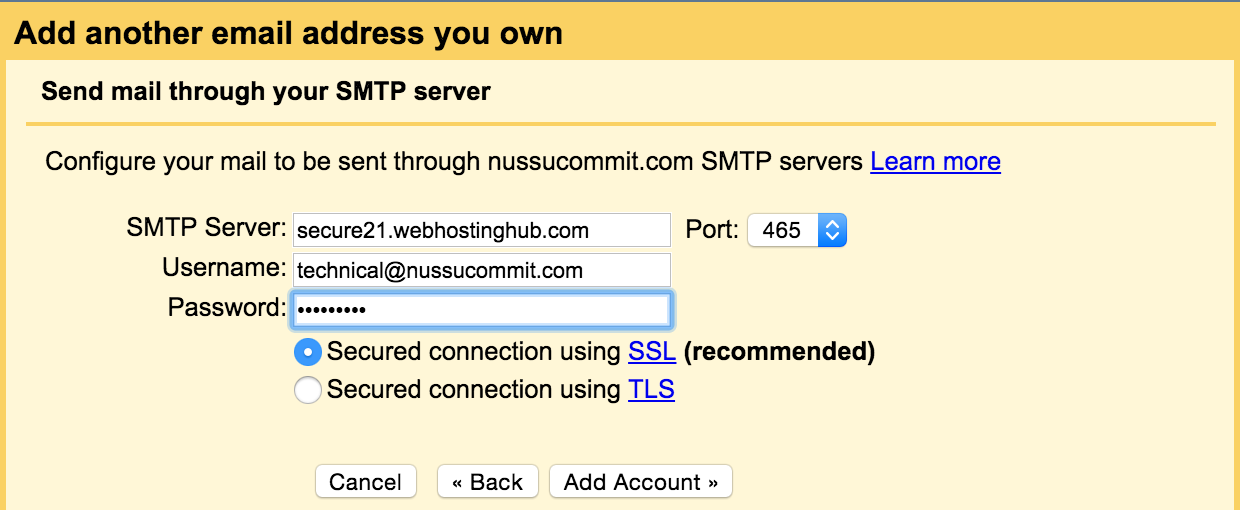 Add another email address you own
Send mail through your SMTP server
Configure your mail to be sent through nussucommit.com SMTP servers Learn more
SMTP Server: secure21.webhostinghub.com Port: 465
Username: technical@nussucommit.com
Password: •••••••••
Secured connection using SSL (recommended)
Secured connection using TLS
Cancel « Back Add Account »